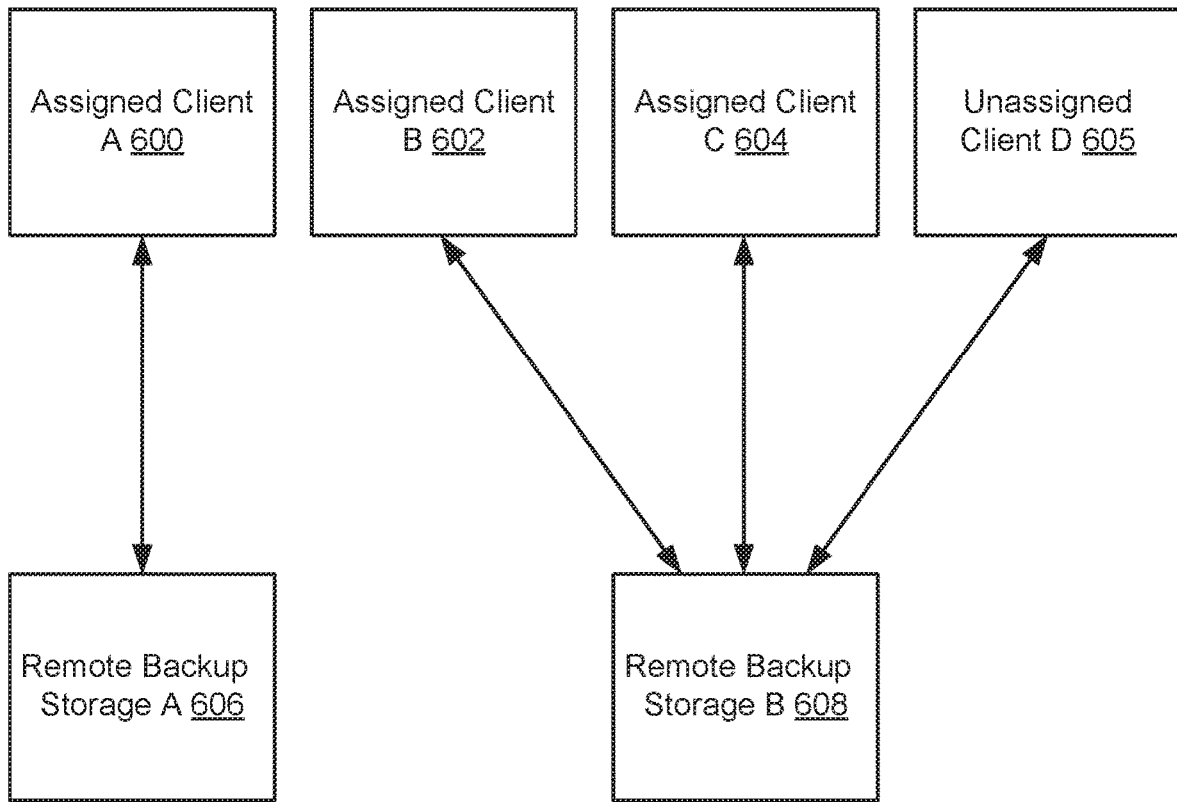 Assigned Client
A 600
Assigned Client
B 602
Assigned Client
C 604
Unassigned
Client D 605
Remote Backup
Storage A 606
Remote Backup
Storage B 608